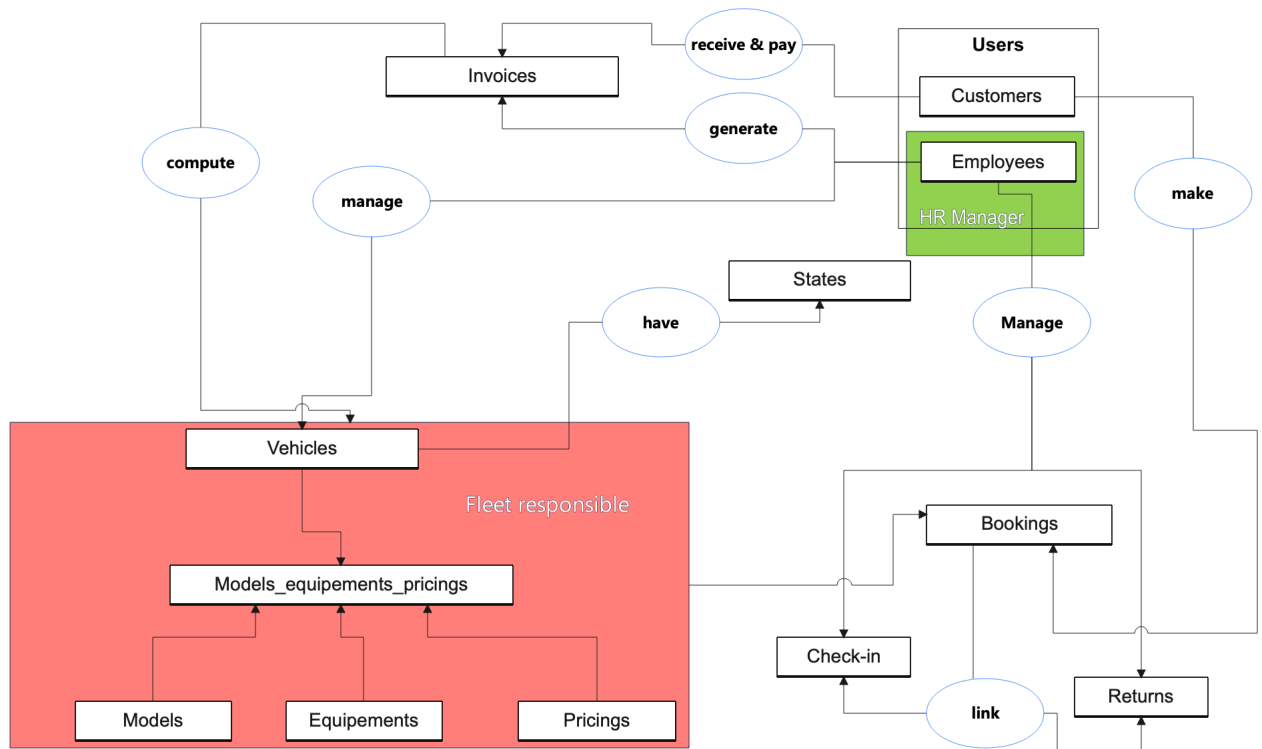 receive & pay
Users
Invoices
Customers
generate
compute
Employees
manage
make
HR Manager
States
have
Manage
Vehicles
Fleet responsible
Bookings
Models_equipements_pricings
Check-in
Returns
link
Models
Equipements
Pricings